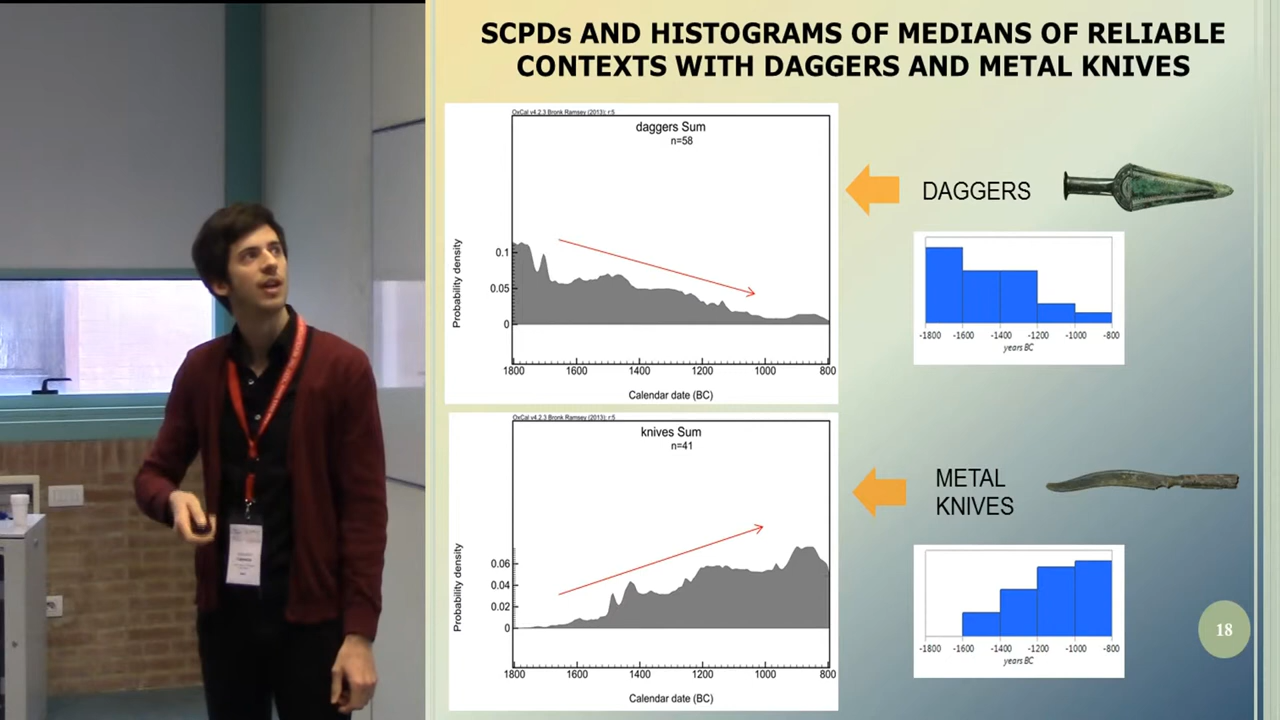 SCPDs AND HISTOGRAMS OF MEDIANS OF RELIABLE
CONTEXTS WITH DAGGERS AND METAL KNIVES
OxCal v4.2.3 Bronk Ramsey (2013); r:5
daggers Sum
n=58
0.1
0.05
0
Probability density
1800 1600 1400 1200 1000 800
Calendar date (BC)
DAGGERS
-1800 -1600 -1400 -1200 -1000 -800
years BC
OxCal v4.2.3 Bronk Ramsey (2013); r:5
knives Sum
n=41
0.06
0.04
0.02
0
Probability density
1800 1600 1400 1200 1000 800
Calendar date (BC)
METAL
KNIVES
-1800 -1600 -1400 -1200 -1000 -800
years BC
18